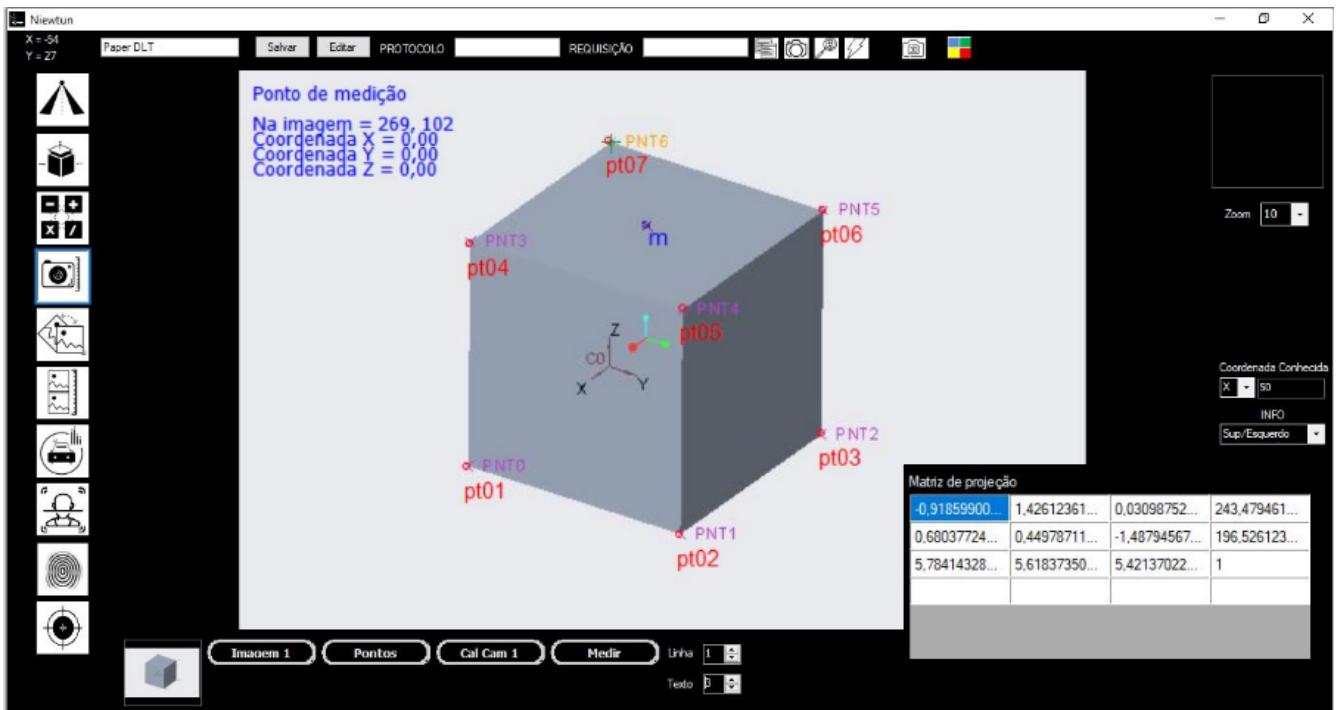 Niewtun
X = -54
Y = 27
Paper DLT
Salvar
Editar
PROTOCOLO
REQUISIÇÃO
Ponto de medição
Na imagem = 269, 102
Coordenada X = 0,00
Coordenada Y = 0,00
Coordenada Z = 0,00
PNT6
pt07
PNT5
pt06
m
PNT3
pt04
PNT4
pt05
Z
C0
X
Y
PNT2
pt03
PNT0
pt01
PNT1
pt02
Zoom 10
Coordenada Conhecida
X 50
INFO
Sup/Esquerdo
Matriz de projeção
-0,91859900... 1,42612361... 0,03098752... 243,479461...
0,68037724... 0,44978711... -1,48794567... 196,526123...
5,78414328... 5,61837350... 5,42137022... 1
Imagem 1
Pontos
Cal Cam 1
Medir
Linha 1
Texto 3